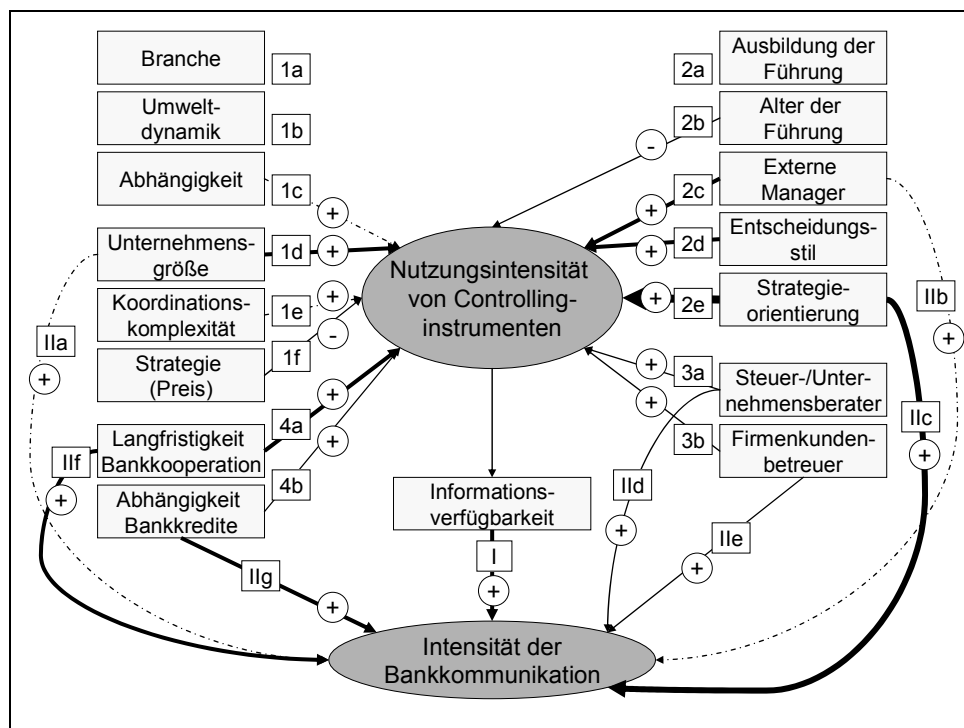 Branche
1a
Umwelt-
dynamik
1b
Abhängigkeit
1c
+
Unternehmens-
größe
1d
+
Koordinations-
komplexität
1e
+
Strategie
(Preis)
1f
-
Langfristigkeit
Bankkooperation
4a
+
Abhängigkeit
Bankkredite
4b
+
2a
Ausbildung der
Führung
2b
Alter der
Führung
-
2c
Externe
Manager
+
2d
Entscheidungs-
stil
+
2e
Strategie-
orientierung
+
3a
Steuer-/Unter-
nehmensberater
+
3b
Firmenkunden-
betreuer
+
Nutzungsintensität
von Controlling-
instrumenten
Informations-
verfügbarkeit
I
+
IIa
+
IIb
+
IIc
+
IId
+
IIe
+
IIf
+
IIg
+
Intensität der
Bankkommunikation